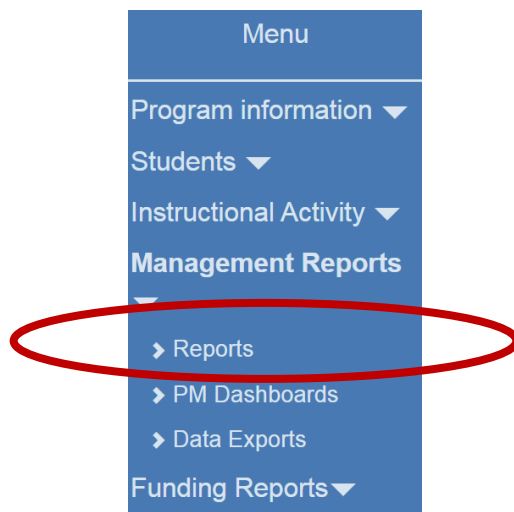 Menu
Program information
Students
Instructional Activity
Management Reports
Reports
PM Dashboards
Data Exports
Funding Reports